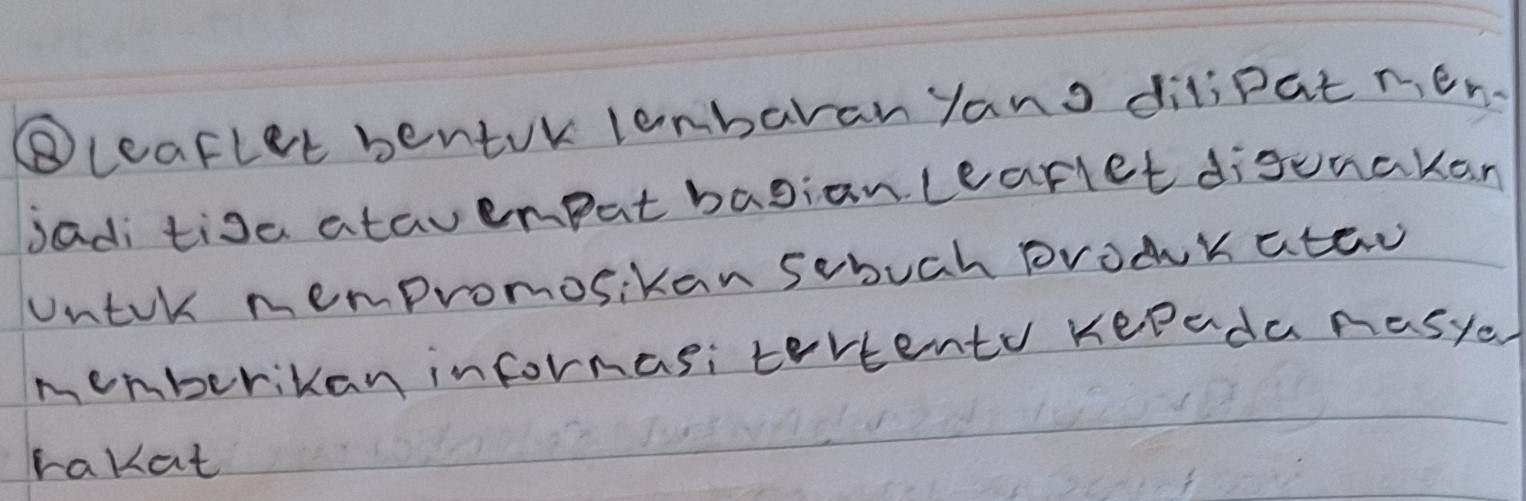 ⑧ Leaflet bentuk lembaran yang dilipat men-
jadi tiga atau empat bagian. Leaflet digunakan
untuk mempromosikan sebuah produk atau
memberikan informasi tertentu kepada masya-
rakat